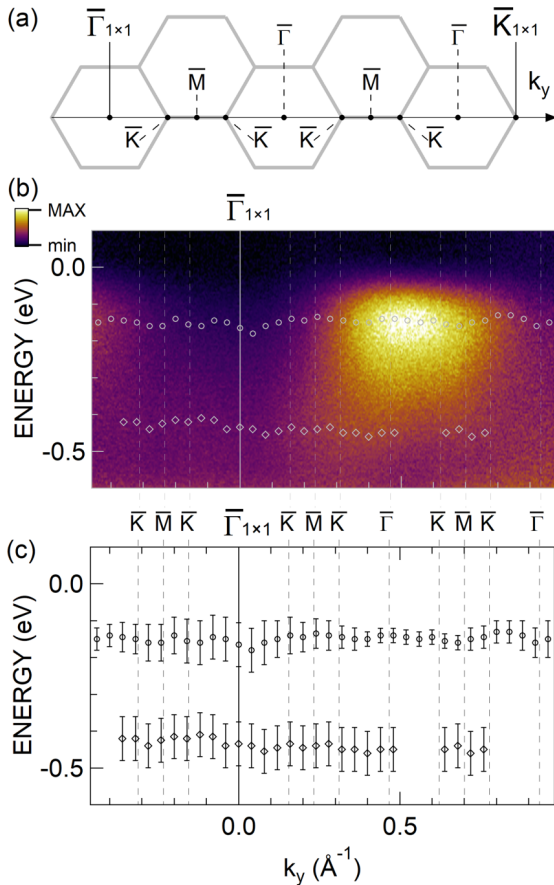 (a)
Γ̅1×1
M̅
Γ̅
M̅
Γ̅
K̅1×1
ky
K̅
K̅
K̅
K̅
(b)
MAX
min
Γ̅1×1
0.0
-0.5
ENERGY (eV)
K̅ M̅ K̅ Γ̅1×1 K̅ M̅ K̅ Γ̅ K̅ M̅ K̅ Γ̅
(c)
0.0
-0.5
ENERGY (eV)
0.0 0.5
ky (Å-1)